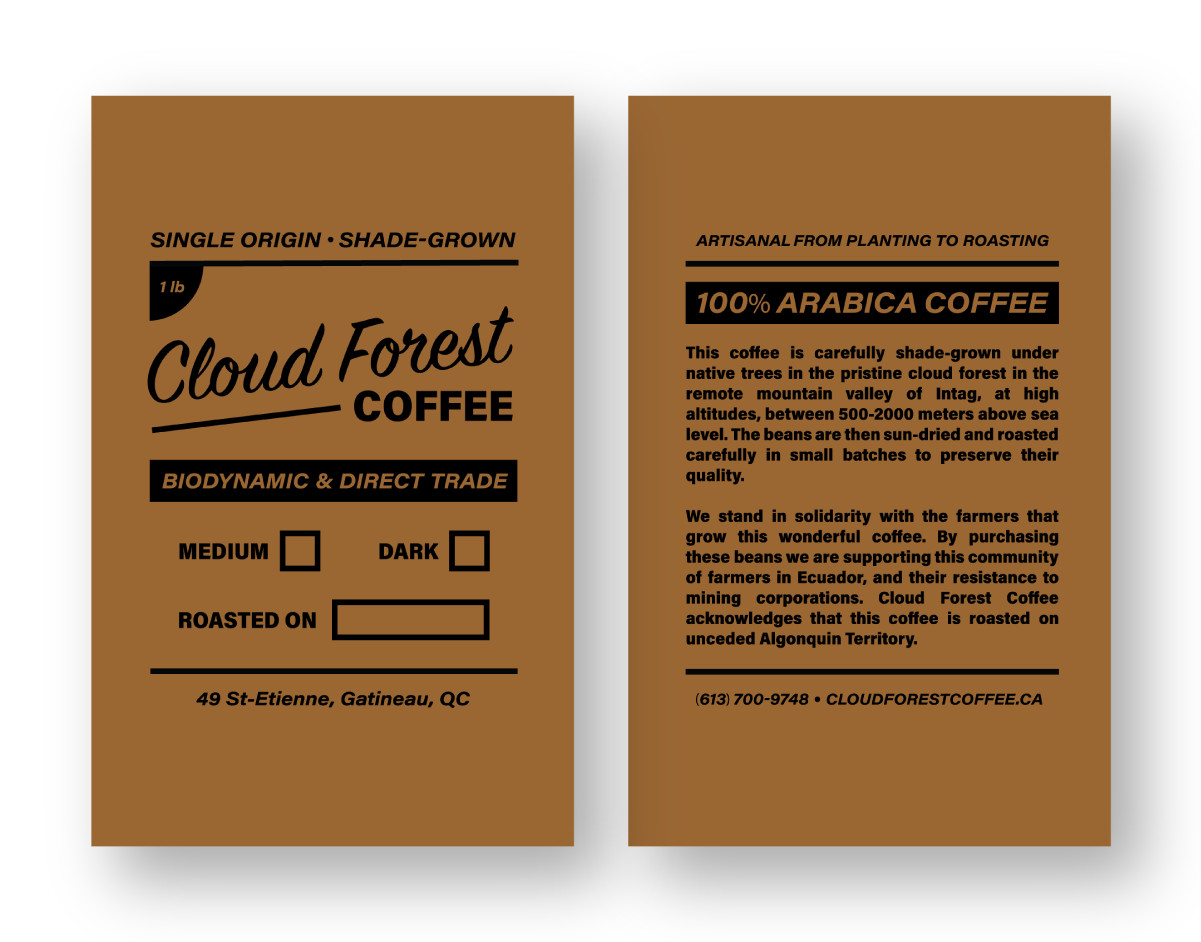 SINGLE ORIGIN • SHADE-GROWN
1 lb
Cloud Forest
COFFEE
BIODYNAMIC & DIRECT TRADE
MEDIUM DARK
ROASTED ON
49 St-Etienne, Gatineau, QC
ARTISANAL FROM PLANTING TO ROASTING
100% ARABICA COFFEE
This coffee is carefully shade-grown under
native trees in the pristine cloud forest in the
remote mountain valley of Intag, at high
altitudes, between 500-2000 meters above sea
level. The beans are then sun-dried and roasted
carefully in small batches to preserve their
quality.
We stand in solidarity with the farmers that
grow this wonderful coffee. By purchasing
these beans we are supporting this community
of farmers in Ecuador, and their resistance to
mining corporations. Cloud Forest Coffee
acknowledges that this coffee is roasted on
unceded Algonquin Territory.
(613) 700-9748 • CLOUDFORESTCOFFEE.CA